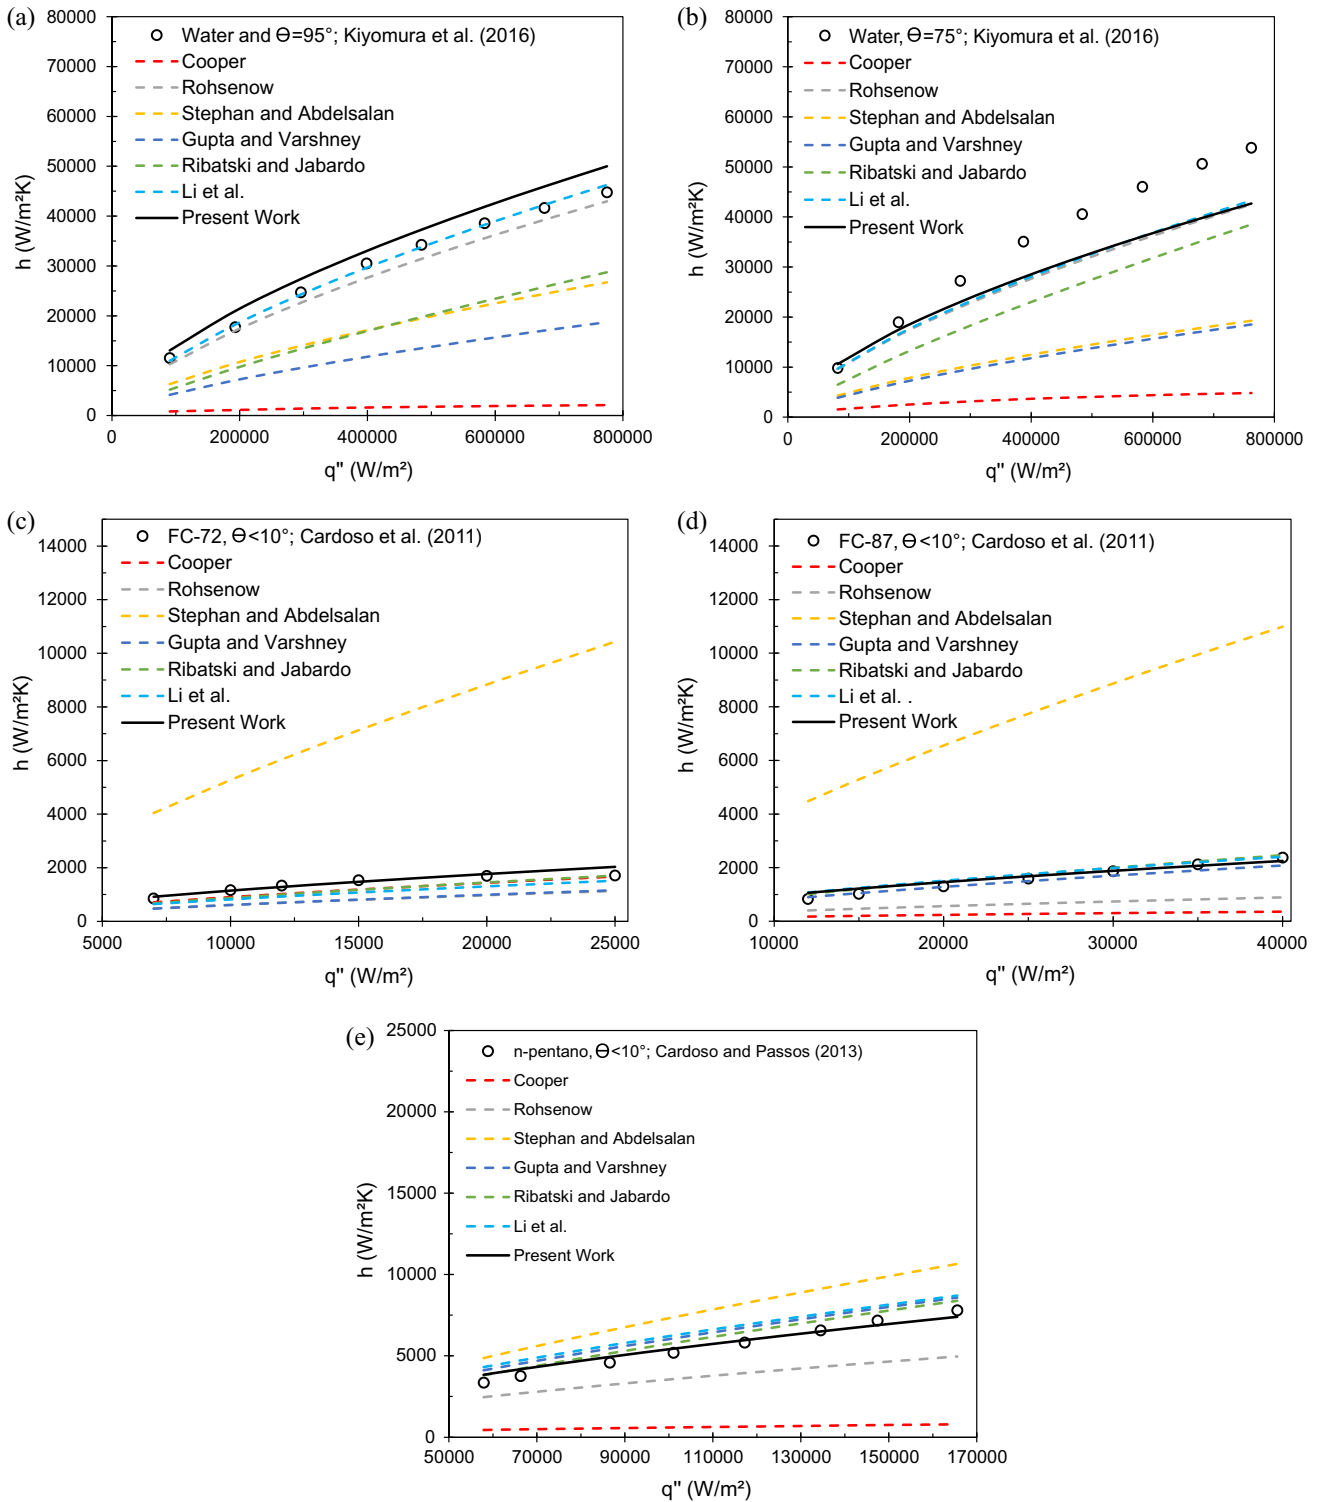 (a)
80000
70000
60000
50000
40000
30000
20000
10000
0
h (W/m²K)
Water and Θ=95°; Kiyomura et al. (2016)
Cooper
Rohsenow
Stephan and Abdelsalan
Gupta and Varshney
Ribatski and Jabardo
Li et al.
Present Work
0 200000 400000 600000 800000
q" (W/m²)
(b)
80000
70000
60000
50000
40000
30000
20000
10000
0
h (W/m²K)
Water, Θ=75°; Kiyomura et al. (2016)
Cooper
Rohsenow
Stephan and Abdelsalan
Gupta and Varshney
Ribatski and Jabardo
Li et al.
Present Work
0 200000 400000 600000 800000
q" (W/m²)
(c)
14000
12000
10000
8000
6000
4000
2000
0
h (W/m²K)
FC-72, Θ<10°; Cardoso et al. (2011)
Cooper
Rohsenow
Stephan and Abdelsalan
Gupta and Varshney
Ribatski and Jabardo
Li et al.
Present Work
5000 10000 15000 20000 25000
q" (W/m²)
(d)
14000
12000
10000
8000
6000
4000
2000
0
h (W/m²K)
FC-87, Θ<10°; Cardoso et al. (2011)
Cooper
Rohsenow
Stephan and Abdelsalan
Gupta and Varshney
Ribatski and Jabardo
Li et al. .
Present Work
10000 20000 30000 40000
q" (W/m²)
(e)
25000
20000
15000
10000
5000
0
h (W/m²K)
n-pentano, Θ<10°; Cardoso and Passos (2013)
Cooper
Rohsenow
Stephan and Abdelsalan
Gupta and Varshney
Ribatski and Jabardo
Li et al.
Present Work
50000 70000 90000 110000 130000 150000 170000
q" (W/m²)